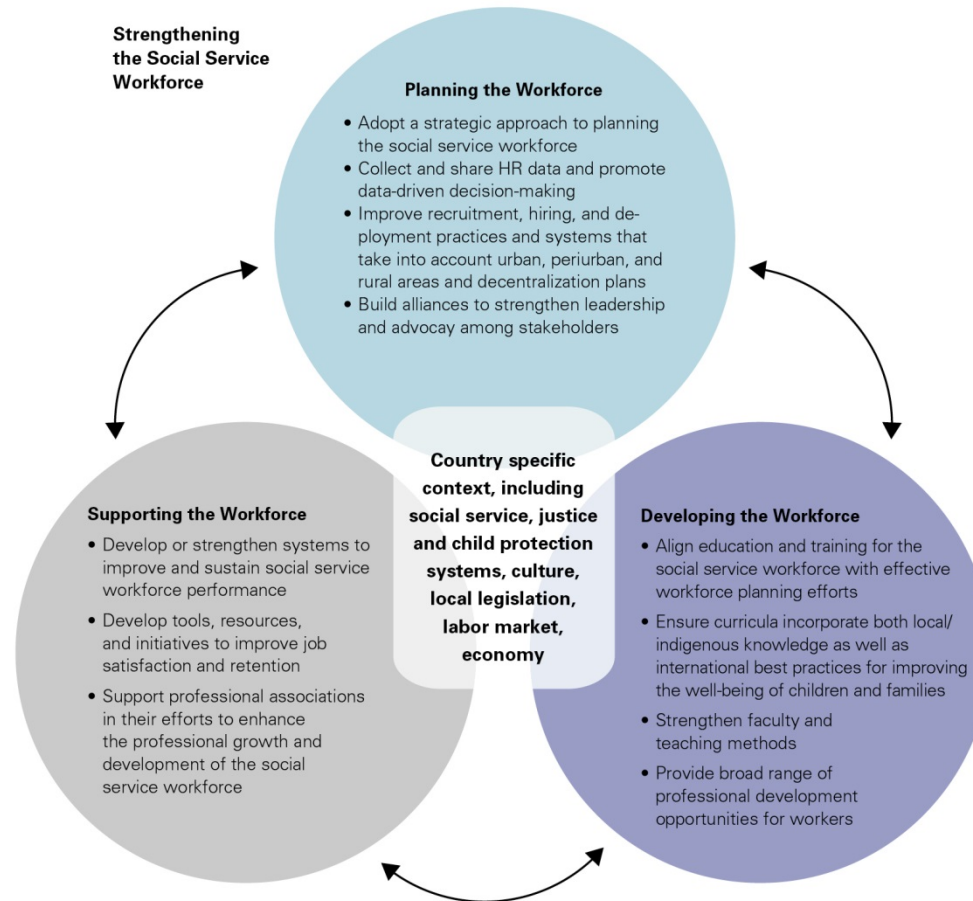 Strengthening
the Social Service
Workforce
Planning the Workforce
• Adopt a strategic approach to planning
the social service workforce
• Collect and share HR data and promote
data-driven decision-making
• Improve recruitment, hiring, and de-
ployment practices and systems that
take into account urban, periurban, and
rural areas and decentralization plans
• Build alliances to strengthen leadership
and advocay among stakeholders
Country specific
context, including
social service, justice
and child protection
systems, culture,
local legislation,
labor market,
economy
Supporting the Workforce
• Develop or strengthen systems to
improve and sustain social service
workforce performance
• Develop tools, resources,
and initiatives to improve job
satisfaction and retention
• Support professional associations
in their efforts to enhance
the professional growth and
development of the social
service workforce
Developing the Workforce
• Align education and training for the
social service workforce with effective
workforce planning efforts
• Ensure curricula incorporate both local/
indigenous knowledge as well as
international best practices for improving
the well-being of children and families
• Strengthen faculty and
teaching methods
• Provide broad range of
professional development
opportunities for workers